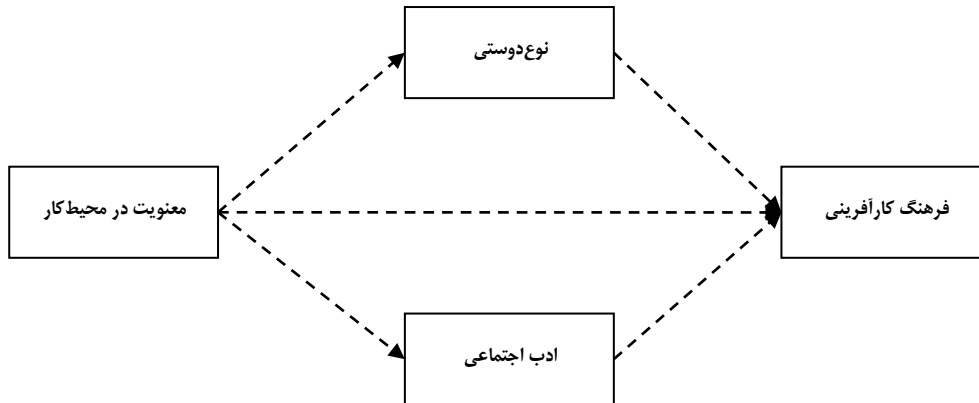 نوع‌دوستی
معنویت در محیط‌کار
فرهنگ کارآفرینی
ادب اجتماعی